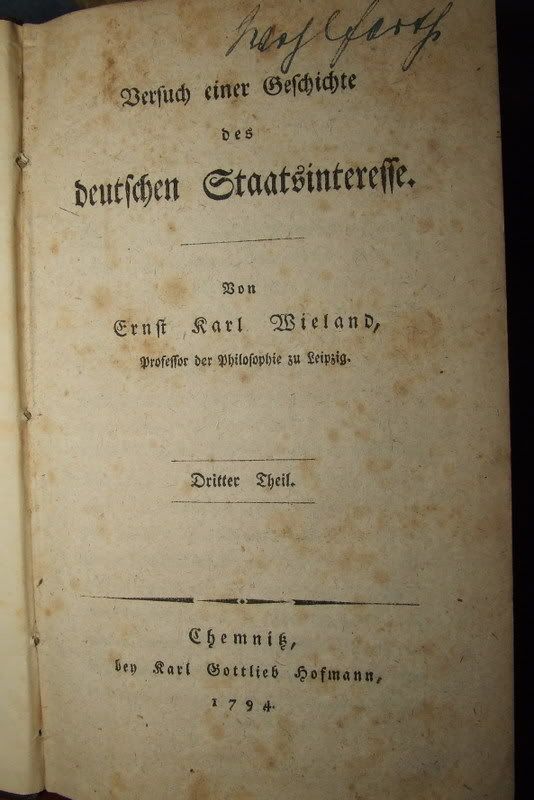 Wohlfarth
Versuch einer Geschichte
des
deutschen Staatsinteresse.
Von
Ernst Karl Wieland,
Professor der Philosophie zu Leipzig.
Dritter Theil.
Chemnitz,
bey Karl Gottlieb Hofmann,
1794.